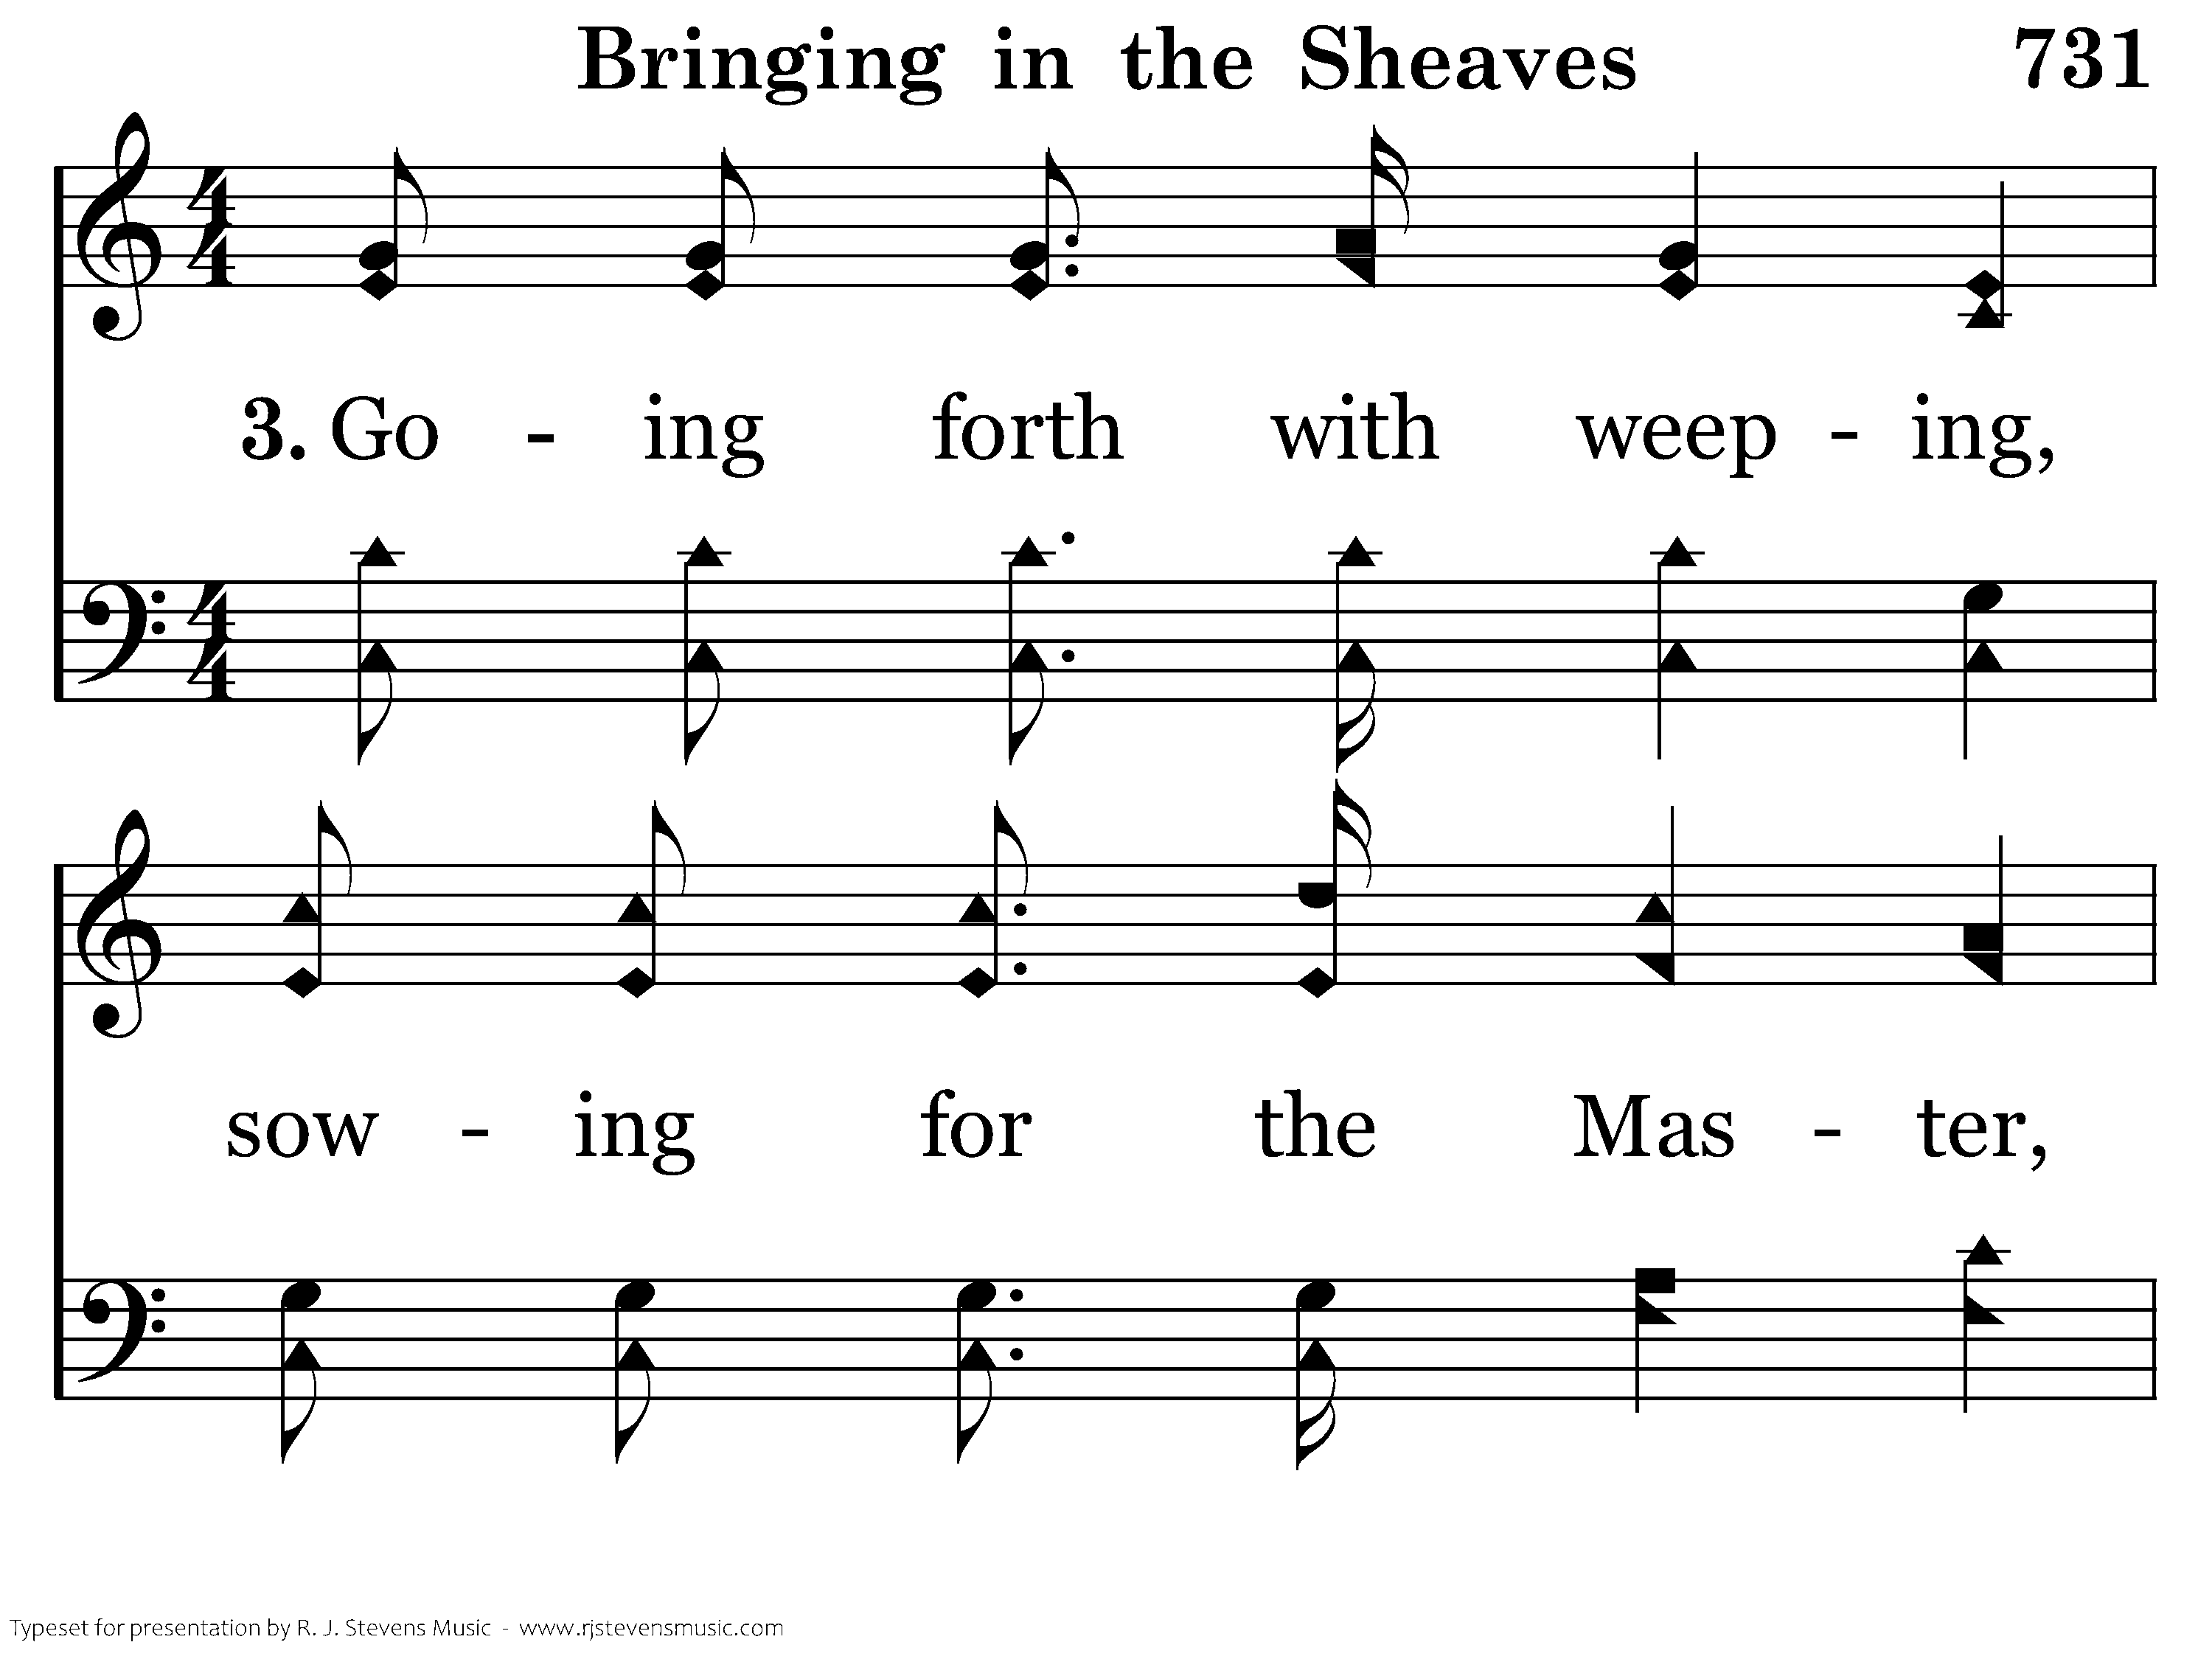 Bringing in the Sheaves 731
3. Go - ing forth with weep - ing,
sow - ing for the Mas - ter,
Typeset for presentation by R. J. Stevens Music - www.rjstevensmusic.com